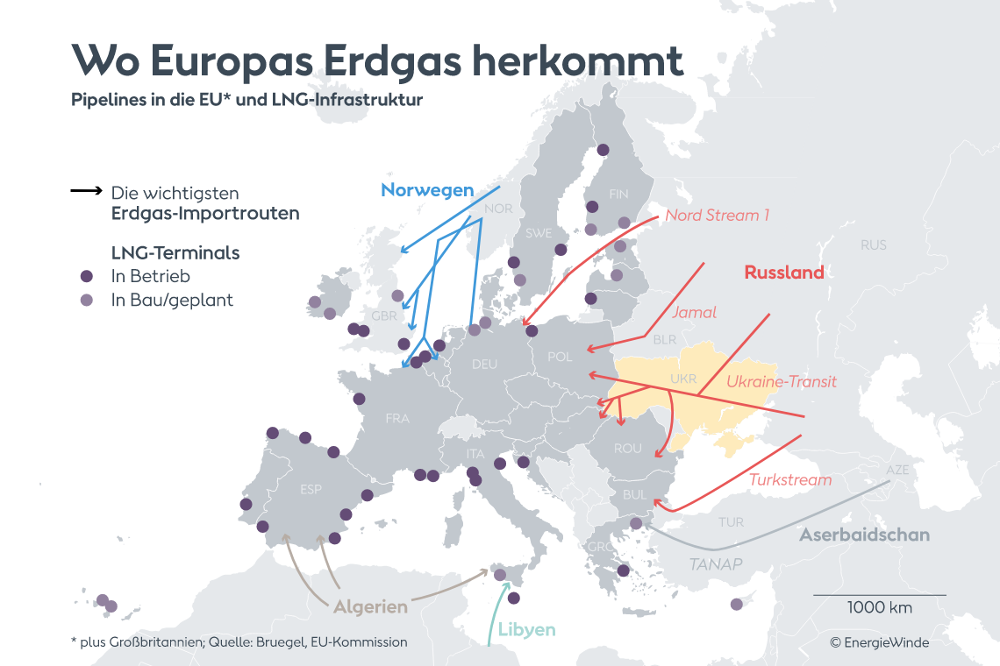 Wo Europas Erdgas herkommt
Pipelines in die EU* und LNG-Infrastruktur
Die wichtigsten
Erdgas-Importrouten
LNG-Terminals
In Betrieb
In Bau/geplant
Norwegen
NOR
SWE
FIN
Nord Stream 1
RUS
Russland
GBR
Jamal
BLR
DEU
POL
UKR
Ukraine-Transit
FRA
ITA
ROU
ESP
BUL
Turkstream
AZE
TUR
Aserbaidschan
GRC
TANAP
Algerien
Libyen
1000 km
* plus Großbritannien; Quelle: Bruegel, EU-Kommission
© EnergieWinde